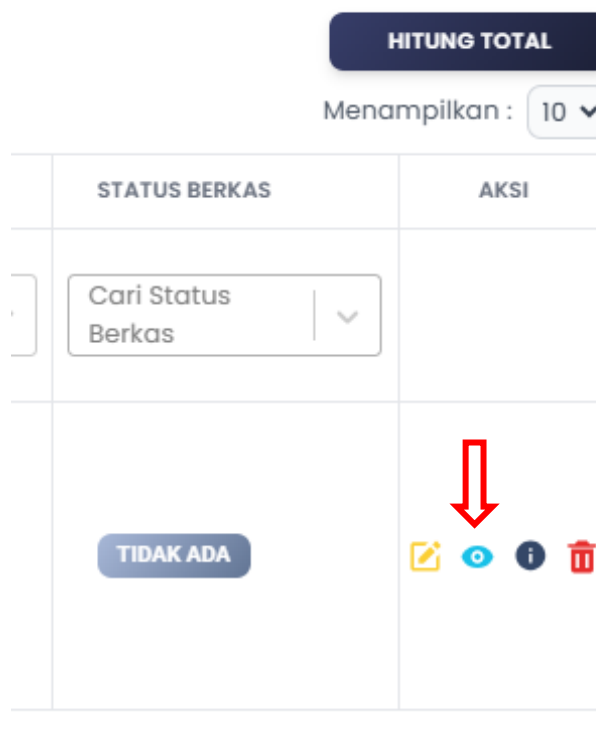 HITUNG TOTAL
Menampilkan : 10
STATUS BERKAS AKSI
Cari Status
Berkas
TIDAK ADA